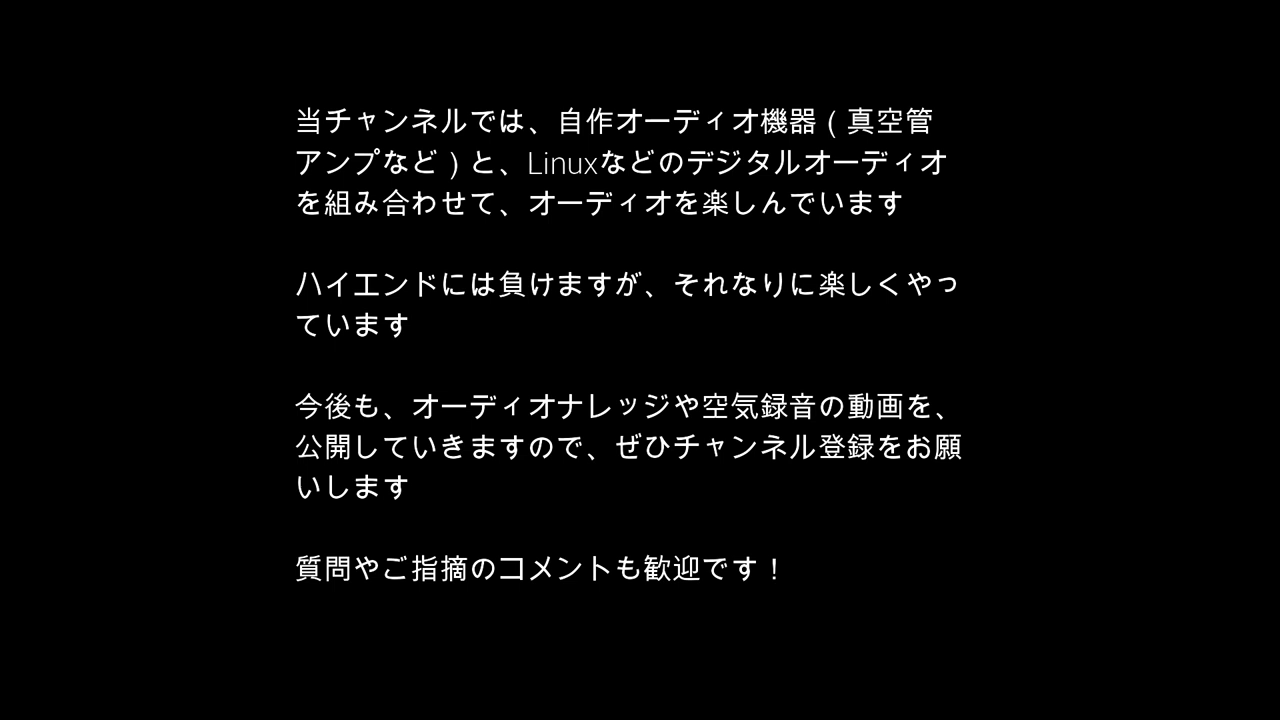 当チャンネルでは、自作オーディオ機器（真空管
アンプなど）と、Linuxなどのデジタルオーディオ
を組み合わせて、オーディオを楽しんでいます
ハイエンドには負けますが、それなりに楽しくやっ
ています
今後も、オーディオナレッジや空気録音の動画を、
公開していきますので、ぜひチャンネル登録をお願
いします
質問やご指摘のコメントも歓迎です！